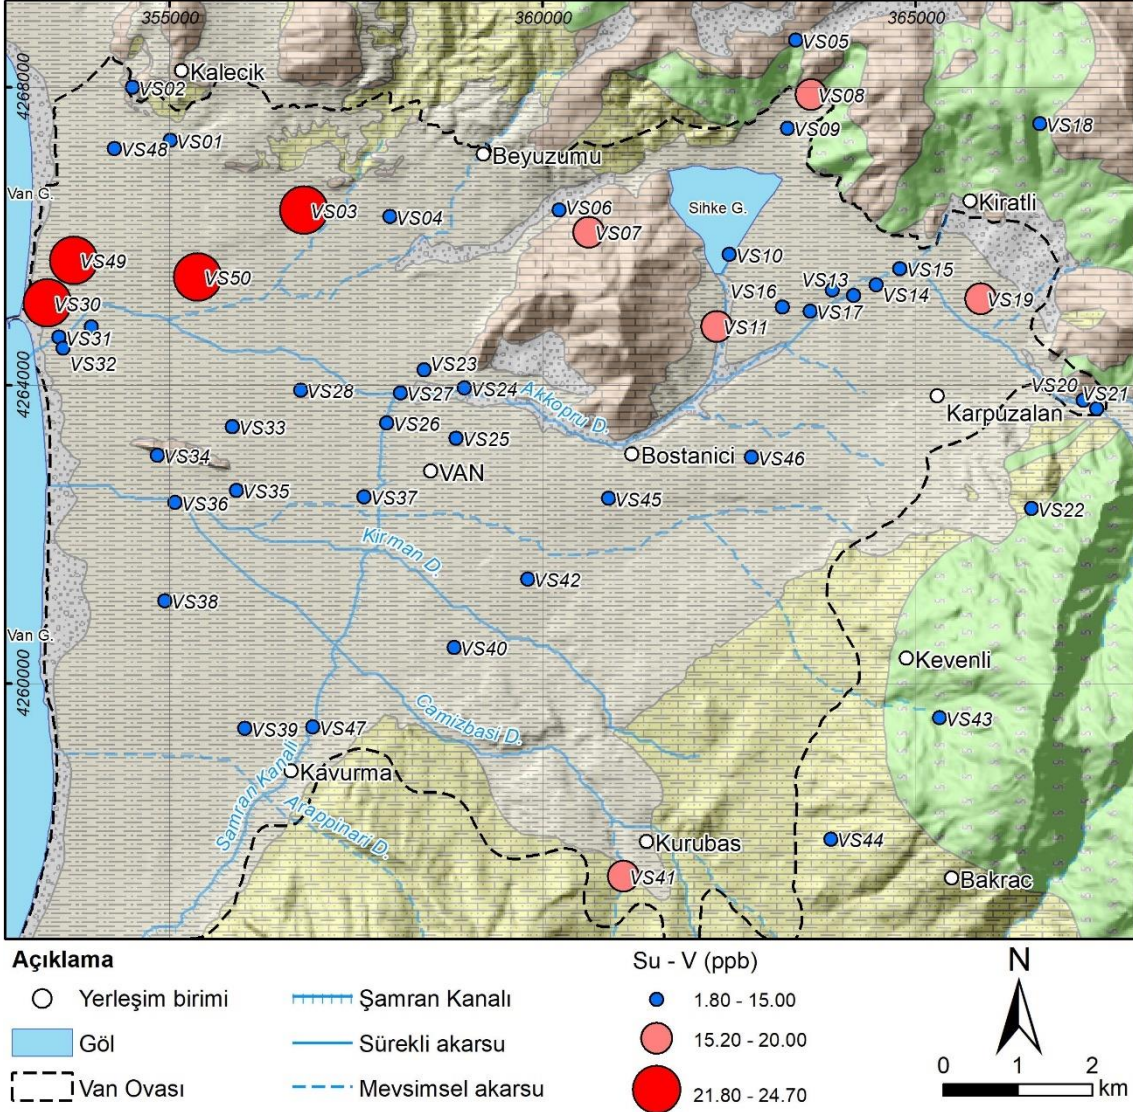 355000
360000
365000
4268000
4264000
4260000
VS05
Kalecik
VS02
VS08
VS09
VS18
VS01
VS48
Beyuzumu
Van G.
Kiratli
Sihke G.
VS03
VS04
VS06
VS07
VS49
VS10
VS50
VS15
VS13
VS14
VS30
VS16
VS17
VS19
VS11
VS31
VS32
VS23
VS24
VS28
VS27
Akkopru D.
VS20
VS21
Karpuzalan
VS33
VS26
VS25
VS34
VAN
Bostanici
VS46
VS35
VS36
VS37
VS45
VS22
Kirman D.
VS42
VS38
Van G.
VS40
Kevenli
Camizbasi D.
VS43
VS39
VS47
Samran Kanali
Kavurma
Arappinari D.
Kurubas
VS44
VS41
Bakrac
Açıklama
Yerleşim birimi
Göl
Van Ovası
Şamran Kanalı
Sürekli akarsu
Mevsimsel akarsu
Su - V (ppb)
1.80 - 15.00
15.20 - 20.00
21.80 - 24.70
N
0 1 2
km